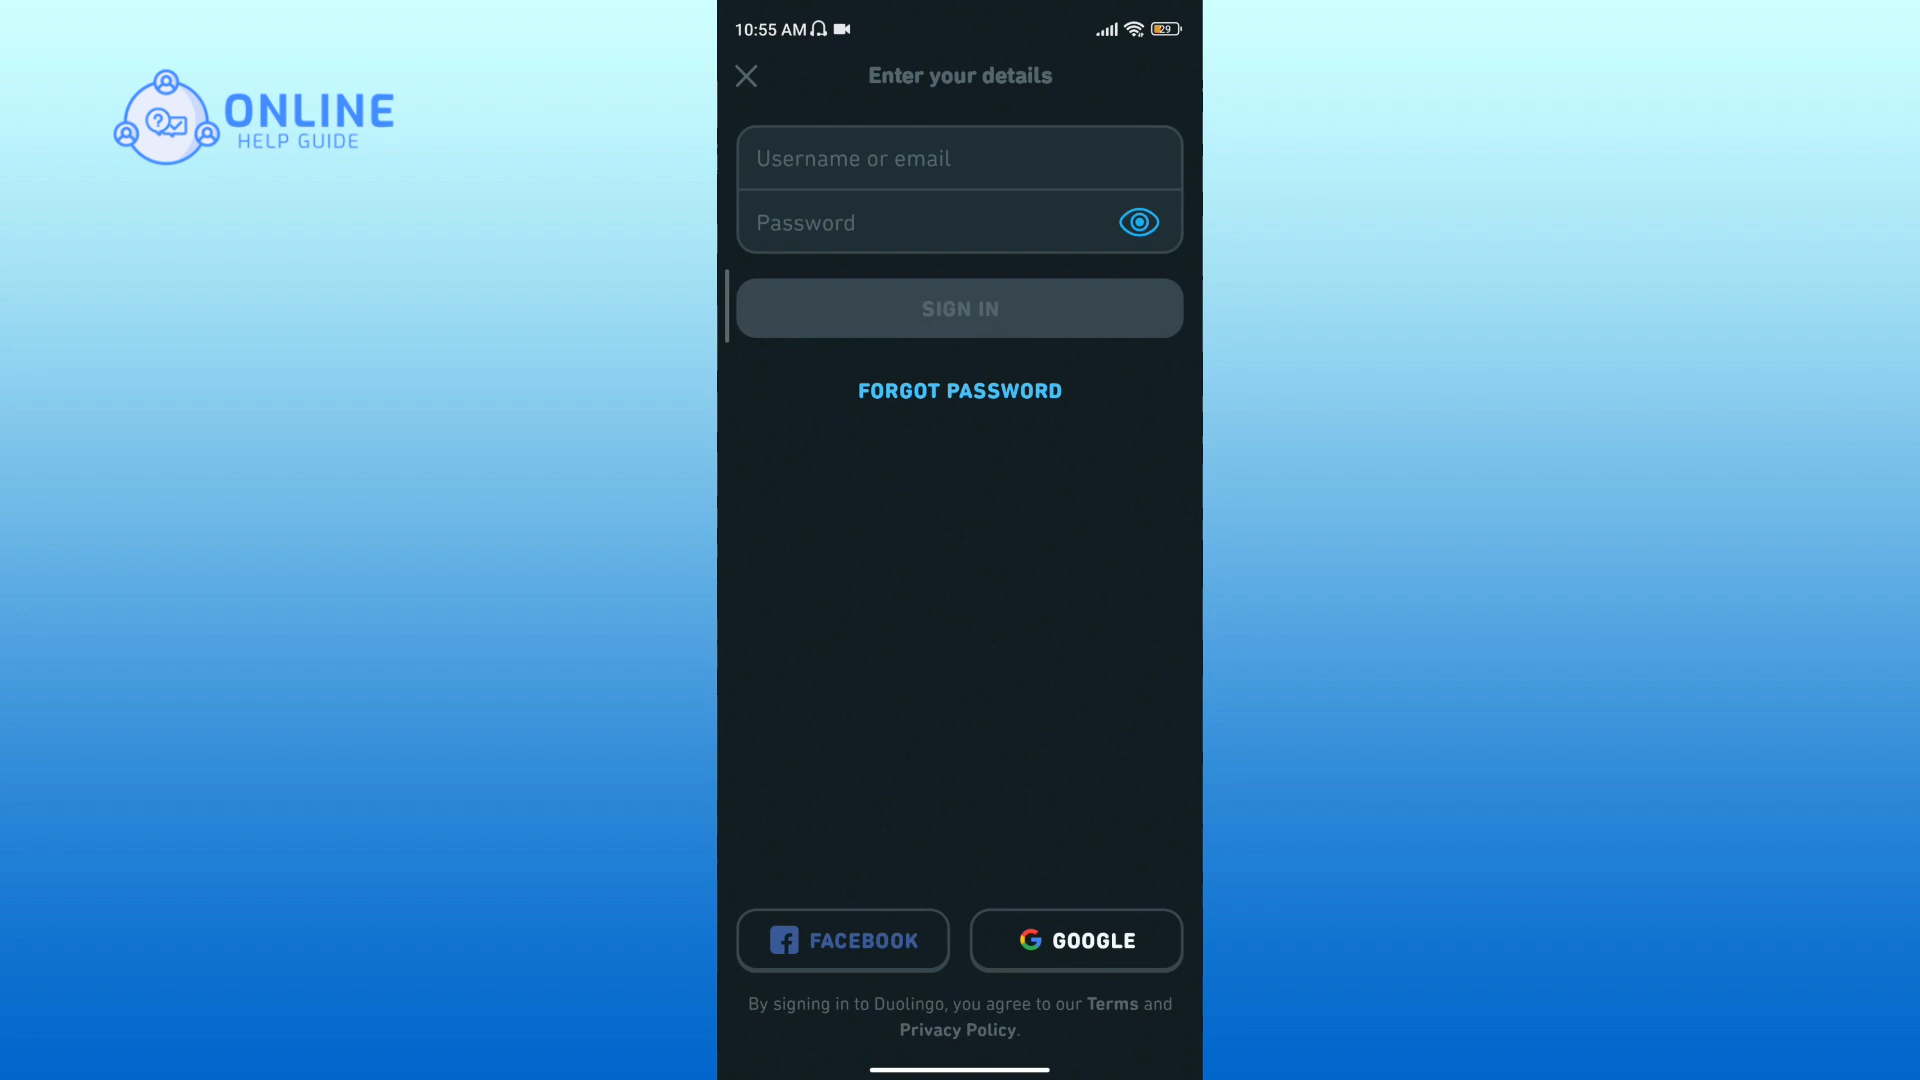 ONLINE
HELP GUIDE
10:55 AM
29
Enter your details
Username or email
Password
SIGN IN
FORGOT PASSWORD
FACEBOOK
GOOGLE
By signing in to Duolingo, you agree to our Terms and
Privacy Policy.